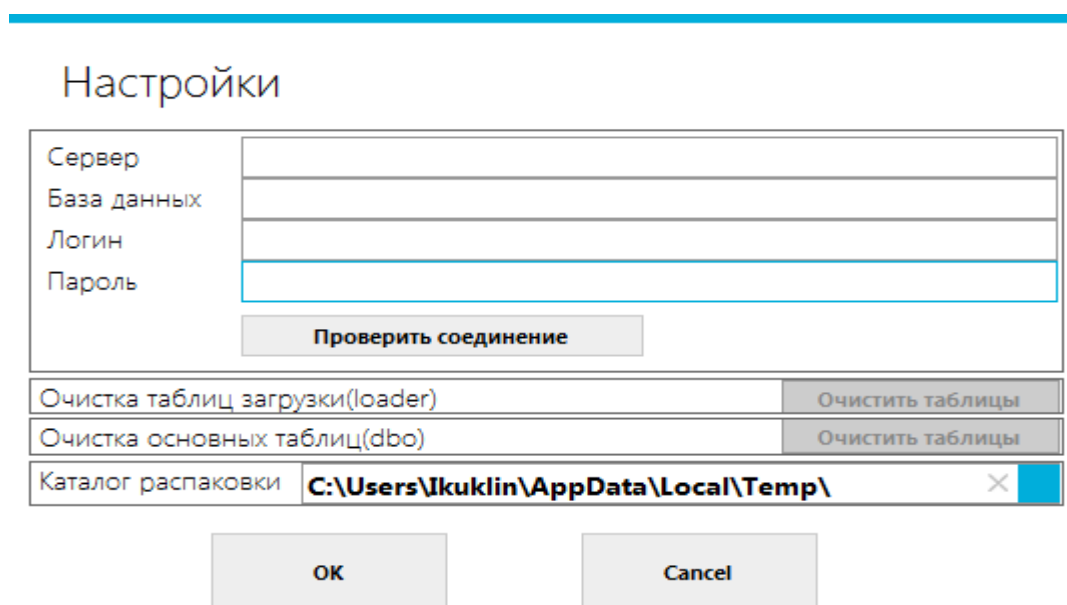 Настройки
Сервер
База данных
Логин
Пароль
Проверить соединение
Очистка таблиц загрузки(loader) Очистить таблицы
Очистка основных таблиц(dbo) Очистить таблицы
Каталог распаковки C:\Users\Ikuklin\AppData\Local\Temp\
OK Cancel